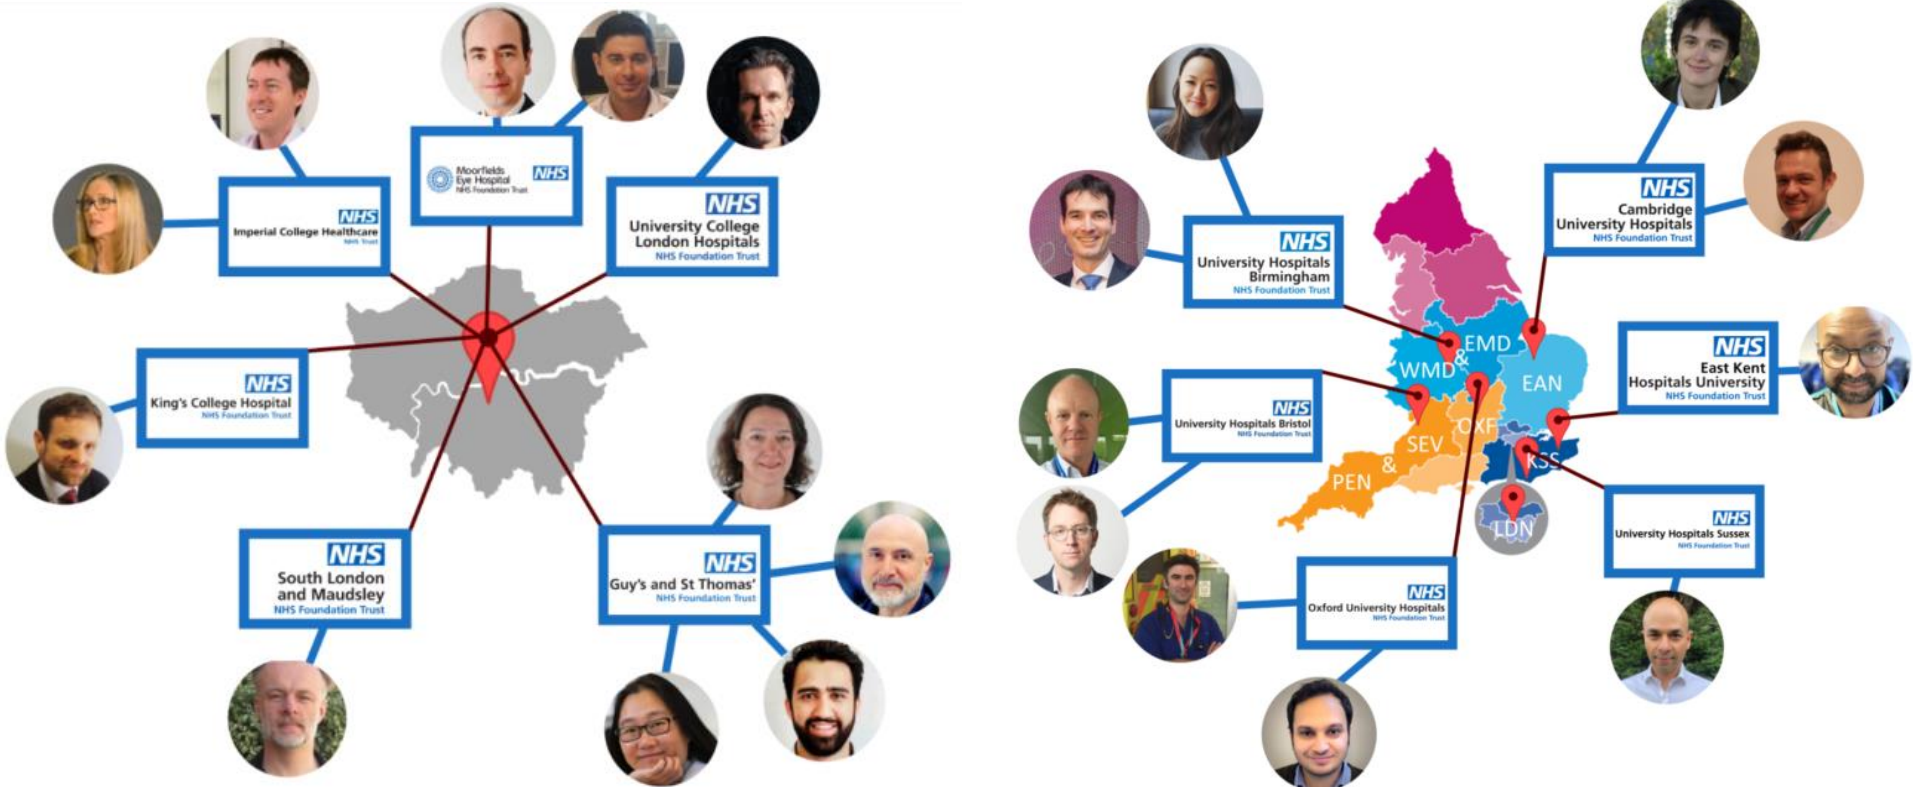 Moorfields
Eye Hospital
NHS Foundation Trust
NHS
NHS
Imperial College Healthcare
NHS Trust
NHS
University College
London Hospitals
NHS Foundation Trust
NHS
King's College Hospital
NHS Foundation Trust
NHS
South London
and Maudsley
NHS Foundation Trust
NHS
Guy's and St Thomas'
NHS Foundation Trust
NHS
Cambridge
University Hospitals
NHS Foundation Trust
NHS
University Hospitals
Birmingham
NHS Foundation Trust
NHS
East Kent
Hospitals University
NHS Foundation Trust
NHS
University Hospitals Bristol
NHS Foundation Trust
NHS
University Hospitals Sussex
NHS Foundation Trust
NHS
Oxford University Hospitals
NHS Foundation Trust
EMD
&
WMD
EAN
OXF
SEV
&
PEN
KSS
LDN